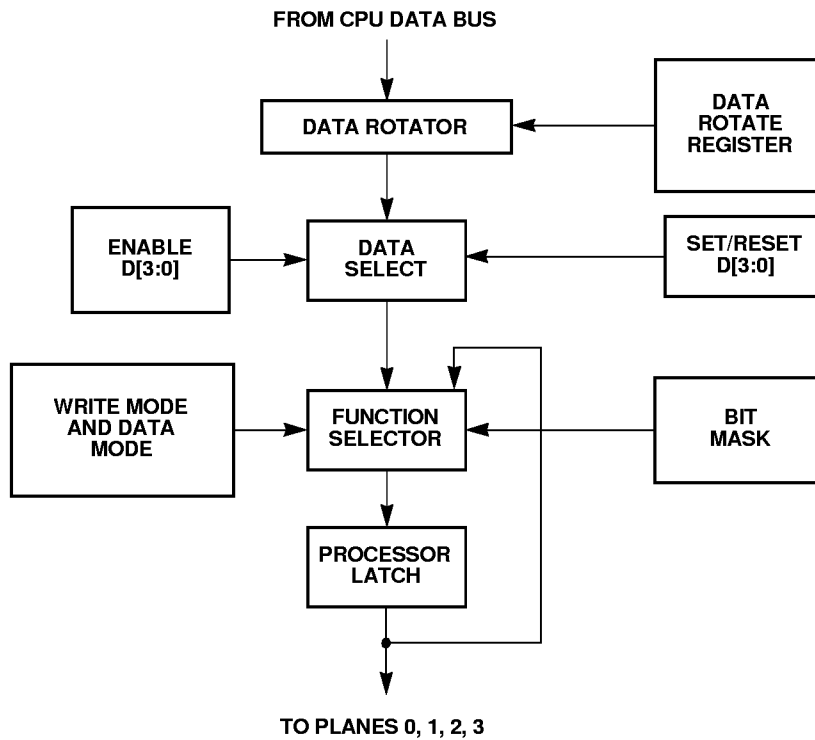 FROM CPU DATA BUS
DATA ROTATOR
DATA
ROTATE
REGISTER
ENABLE
D[3:0]
DATA
SELECT
SET/RESET
D[3:0]
WRITE MODE
AND DATA
MODE
FUNCTION
SELECTOR
BIT
MASK
PROCESSOR
LATCH
TO PLANES 0, 1, 2, 3